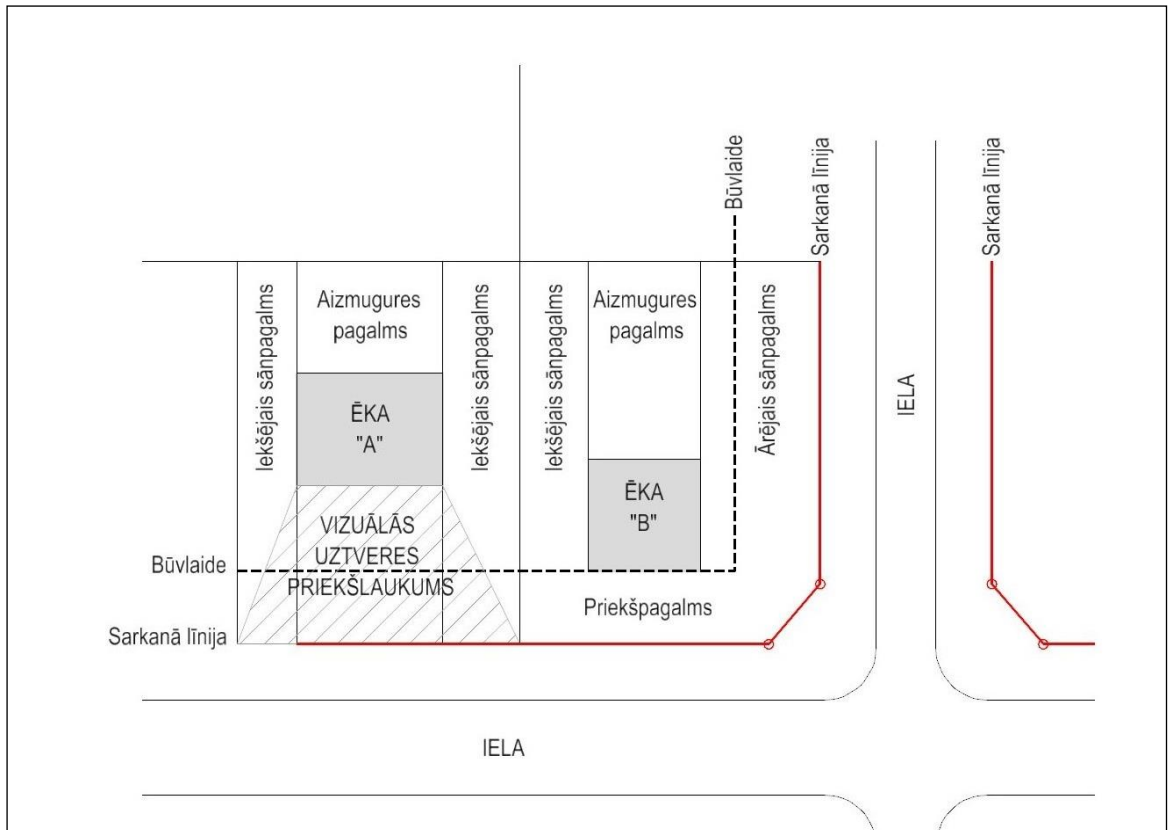 Būvlaide
Sarkanā līnija
Sarkanā līnija
Iekšējais sānpagalms
Aizmugures
pagalms
Iekšējais sānpagalms
Iekšējais sānpagalms
Aizmugures
pagalms
Ārējais sānpagalms
IELA
ĒKA
"A"
ĒKA
"B"
VIZUĀLĀS
UZTVERES
PRIEKŠLAUKUMS
Būvlaide
Priekšpagalms
Sarkanā līnija
IELA